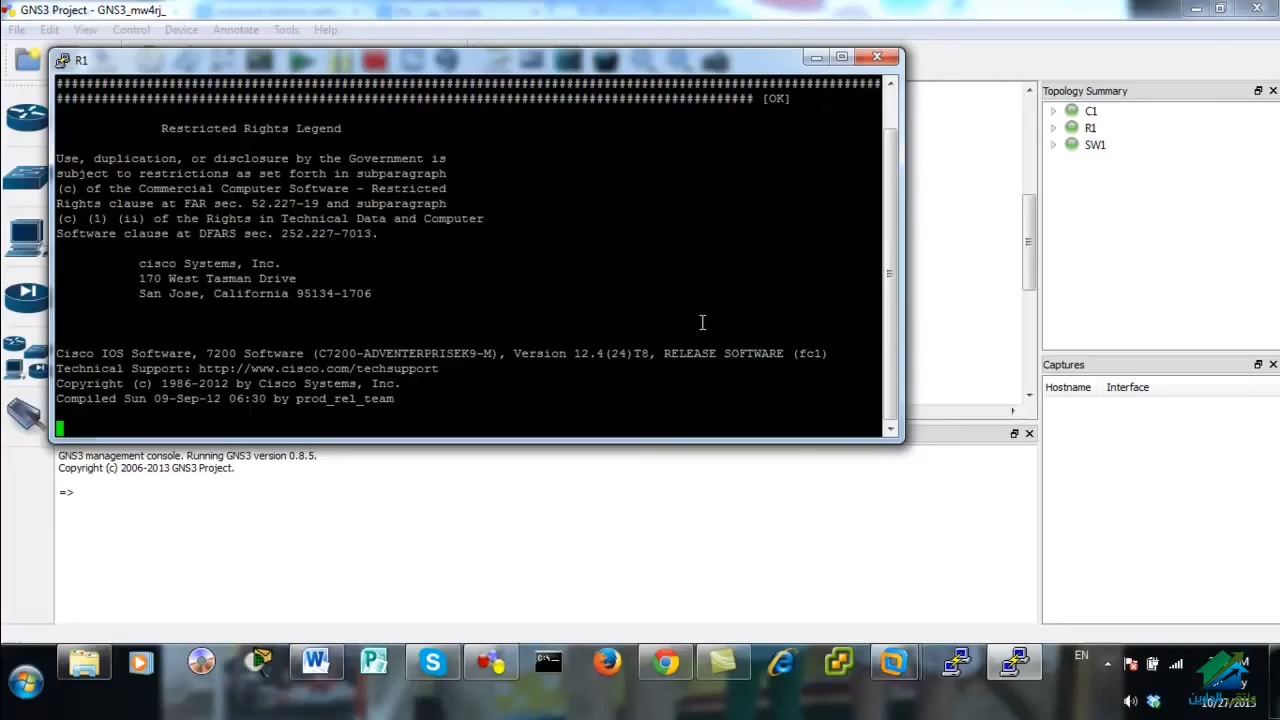 GNS3 Project - GNS3_mw4rj_
File Edit View Control Device Annotate Tools Help
R1
################################################################################
################################################################################ [OK]
Restricted Rights Legend
Use, duplication, or disclosure by the Government is
subject to restrictions as set forth in subparagraph
(c) of the Commercial Computer Software - Restricted
Rights clause at FAR sec. 52.227-19 and subparagraph
(c) (1) (ii) of the Rights in Technical Data and Computer
Software clause at DFARS sec. 252.227-7013.
cisco Systems, Inc.
170 West Tasman Drive
San Jose, California 95134-1706
Cisco IOS Software, 7200 Software (C7200-ADVENTERPRISEK9-M), Version 12.4(24)T8, RELEASE SOFTWARE (fc1)
Technical Support: http://www.cisco.com/techsupport
Copyright (c) 1986-2012 by Cisco Systems, Inc.
Compiled Sun 09-Sep-12 06:30 by prod_rel_team
Topology Summary
C1
R1
SW1
Captures
Hostname Interface
GNS3 management console. Running GNS3 version 0.8.5.
Copyright (c) 2006-2013 GNS3 Project.
=>
EN
10/27/2013